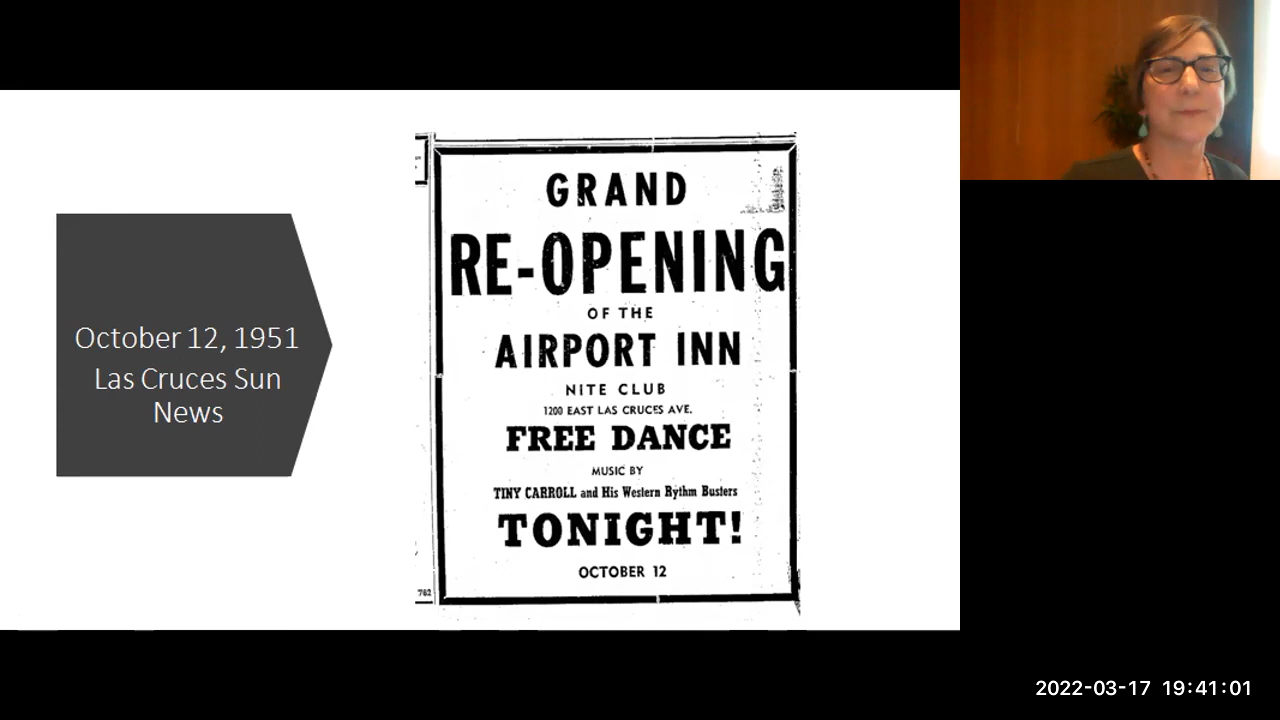 October 12, 1951
Las Cruces Sun
News
GRAND
RE-OPENING
OF THE
AIRPORT INN
NITE CLUB
1200 EAST LAS CRUCES AVE.
FREE DANCE
MUSIC BY
TINY CARROLL and His Western Rythm Busters
TONIGHT!
OCTOBER 12
702
2022-03-17 19:41:01